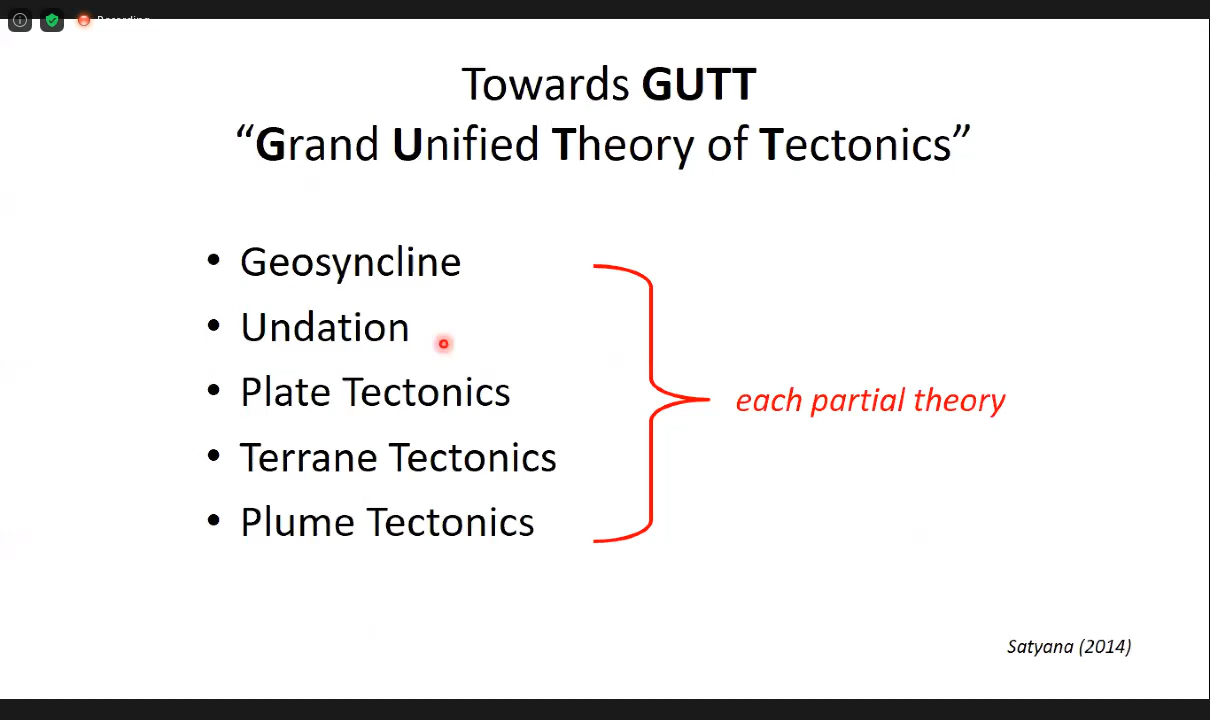 Recording
Towards GUTT
“Grand Unified Theory of Tectonics”
• Geosyncline
• Undation
• Plate Tectonics
• Terrane Tectonics
• Plume Tectonics
each partial theory
Satyana (2014)